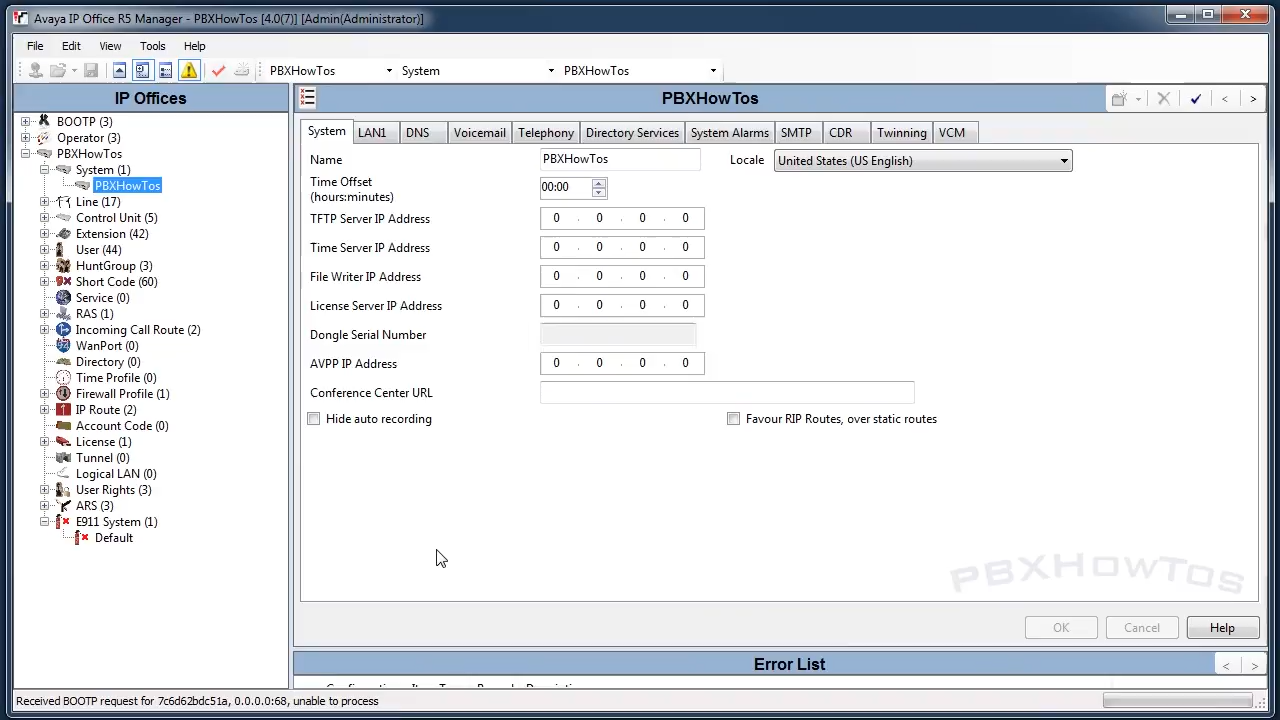 Avaya IP Office R5 Manager - PBXHowTos [4.0(7)] [Admin(Administrator)]
File Edit View Tools Help
PBXHowTos System PBXHowTos
IP Offices
BOOTP (3)
Operator (3)
PBXHowTos
System (1)
PBXHowTos
Line (17)
Control Unit (5)
Extension (42)
User (44)
HuntGroup (3)
Short Code (60)
Service (0)
RAS (1)
Incoming Call Route (2)
WanPort (0)
Directory (0)
Time Profile (0)
Firewall Profile (1)
IP Route (2)
Account Code (0)
License (1)
Tunnel (0)
Logical LAN (0)
User Rights (3)
ARS (3)
E911 System (1)
Default
PBXHowTos
System LAN1 DNS Voicemail Telephony Directory Services System Alarms SMTP CDR Twinning VCM
Name PBXHowTos Locale United States (US English)
Time Offset
(hours:minutes) 00:00
TFTP Server IP Address 0 . 0 . 0 . 0
Time Server IP Address 0 . 0 . 0 . 0
File Writer IP Address 0 . 0 . 0 . 0
License Server IP Address 0 . 0 . 0 . 0
Dongle Serial Number
AVPP IP Address 0 . 0 . 0 . 0
Conference Center URL
Hide auto recording Favour RIP Routes, over static routes
PBXHowTos
OK Cancel Help
Error List
Received BOOTP request for 7c6d62bdc51a, 0.0.0.0:68, unable to process